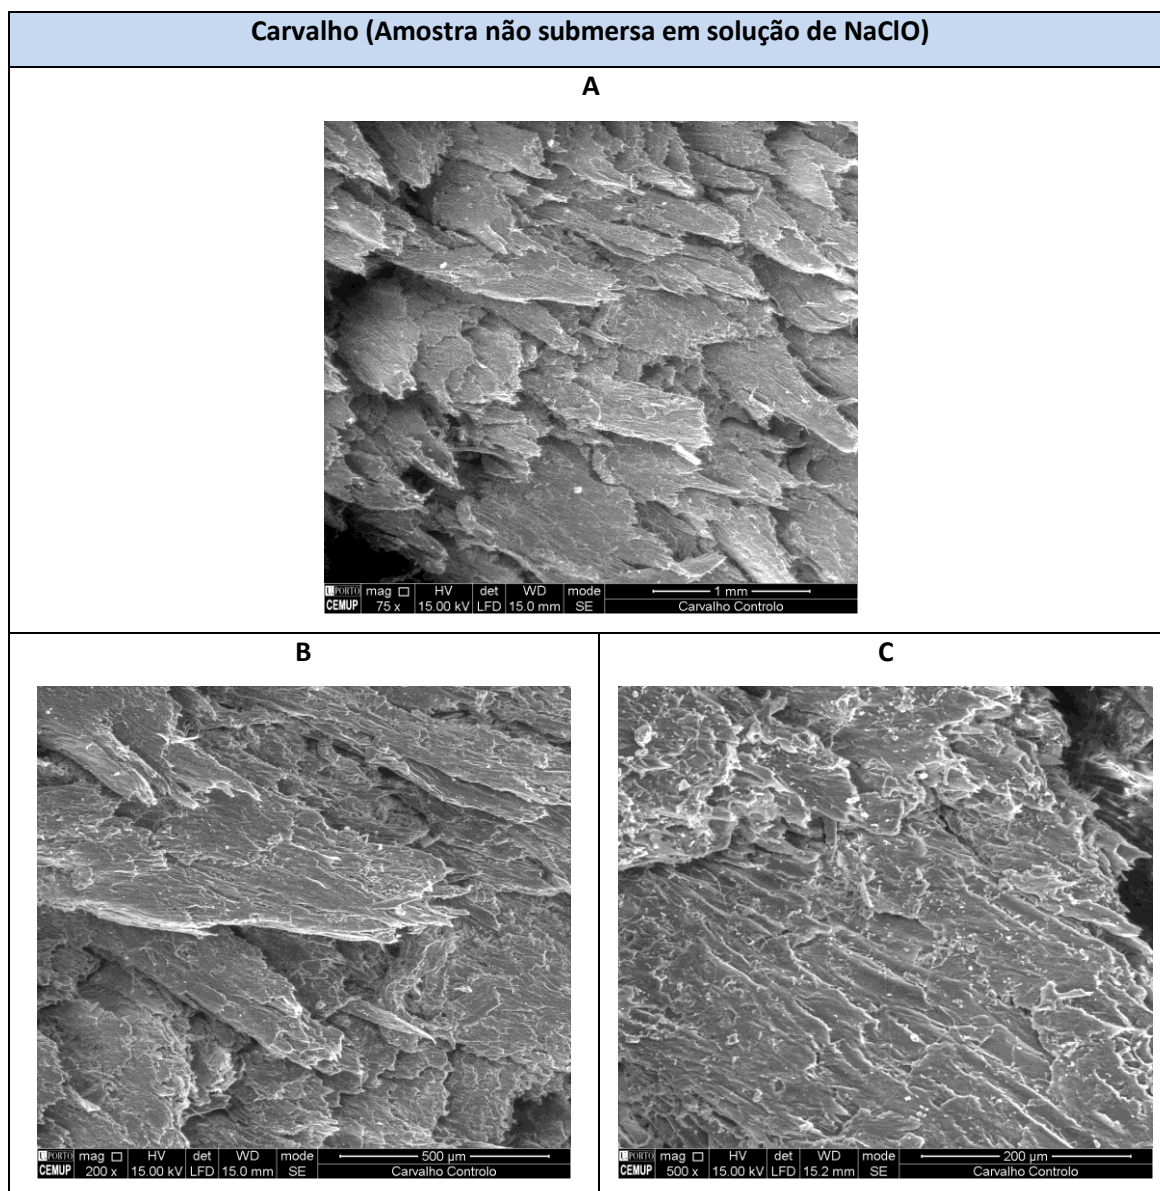 Carvalho (Amostra não submersa em solução de NaClO)
A
U.PORTO mag HV det WD mode 1 mm
CEMUP 75 x 15.00 kV LFD 15.0 mm SE Carvalho Controlo
B
U.PORTO mag HV det WD mode 500 µm
CEMUP 200 x 15.00 kV LFD 15.0 mm SE Carvalho Controlo
C
U.PORTO mag HV det WD mode 200 µm
CEMUP 500 x 15.00 kV LFD 15.2 mm SE Carvalho Controlo